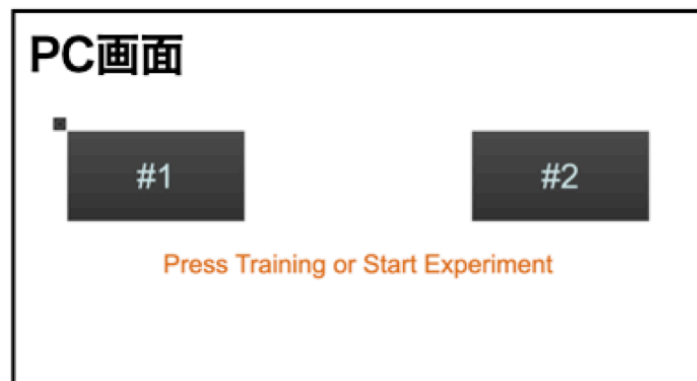 PC画面
#1 #2
Press Training or Start Experiment